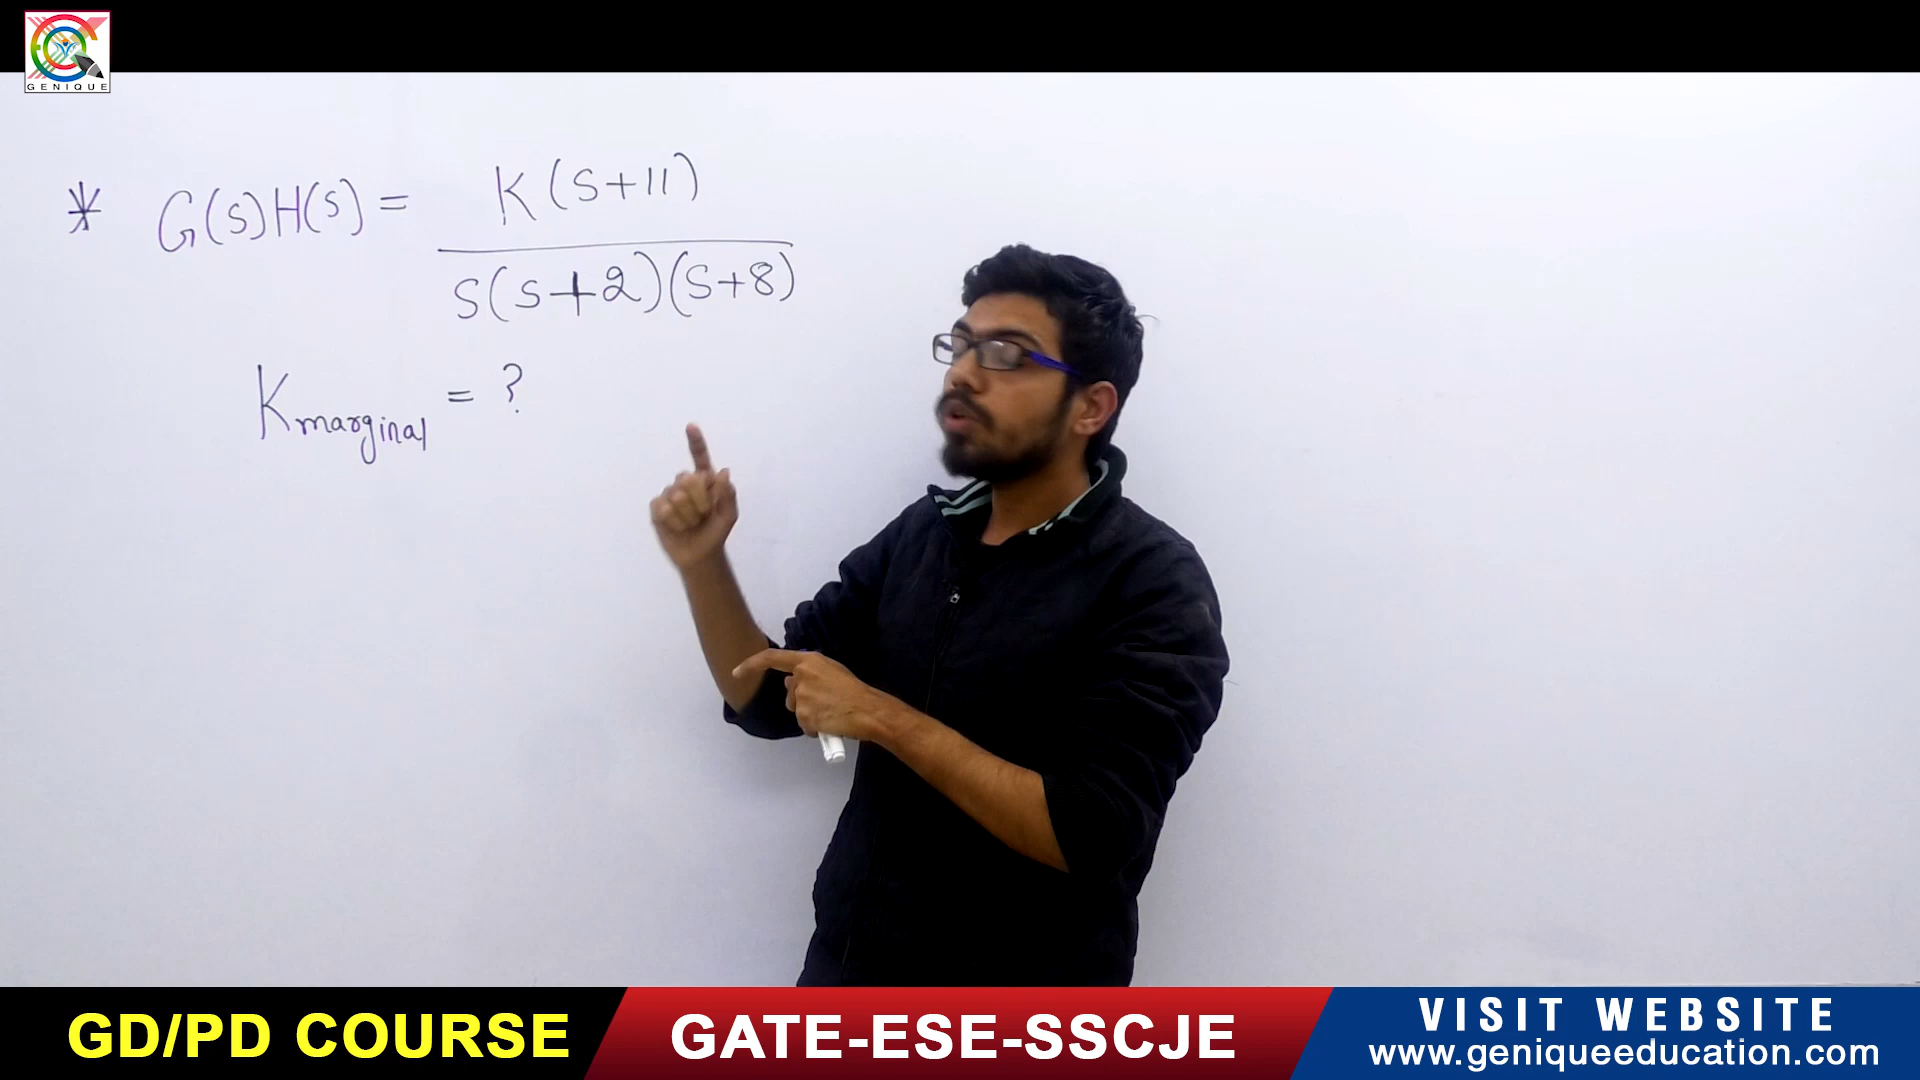 GENIQUE
* G(S)H(S) = K(S+11)
S(S+2)(S+8)
Kmarginal = ?
GD/PD COURSE
GATE-ESE-SSCJE
VISIT WEBSITE
www.geniqueeducation.com